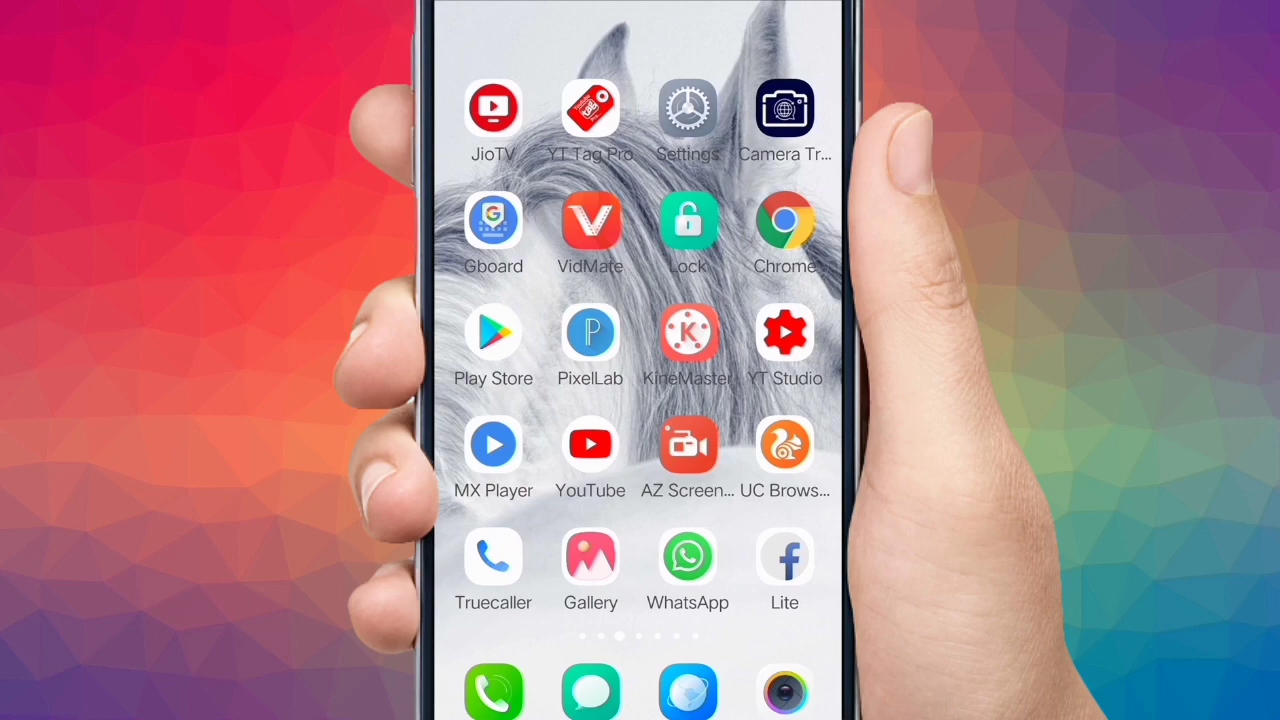 JioTV YT Tag Pro Settings Camera Tr...
Gboard VidMate Lock Chrome
Play Store PixelLab KineMaster YT Studio
MX Player YouTube AZ Screen... UC Brows...
Truecaller Gallery WhatsApp Lite